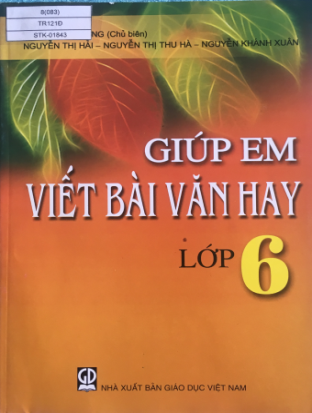 8(083)
TR121Đ
STK-01643
NG (Chủ biên)
NGUYỄN THỊ HẢI – NGUYỄN THỊ THU HÀ – NGUYỄN KHÁNH XUÂN
GIÚP EM
VIẾT BÀI VĂN HAY
LỚP 6
GD
NHÀ XUẤT BẢN GIÁO DỤC VIỆT NAM